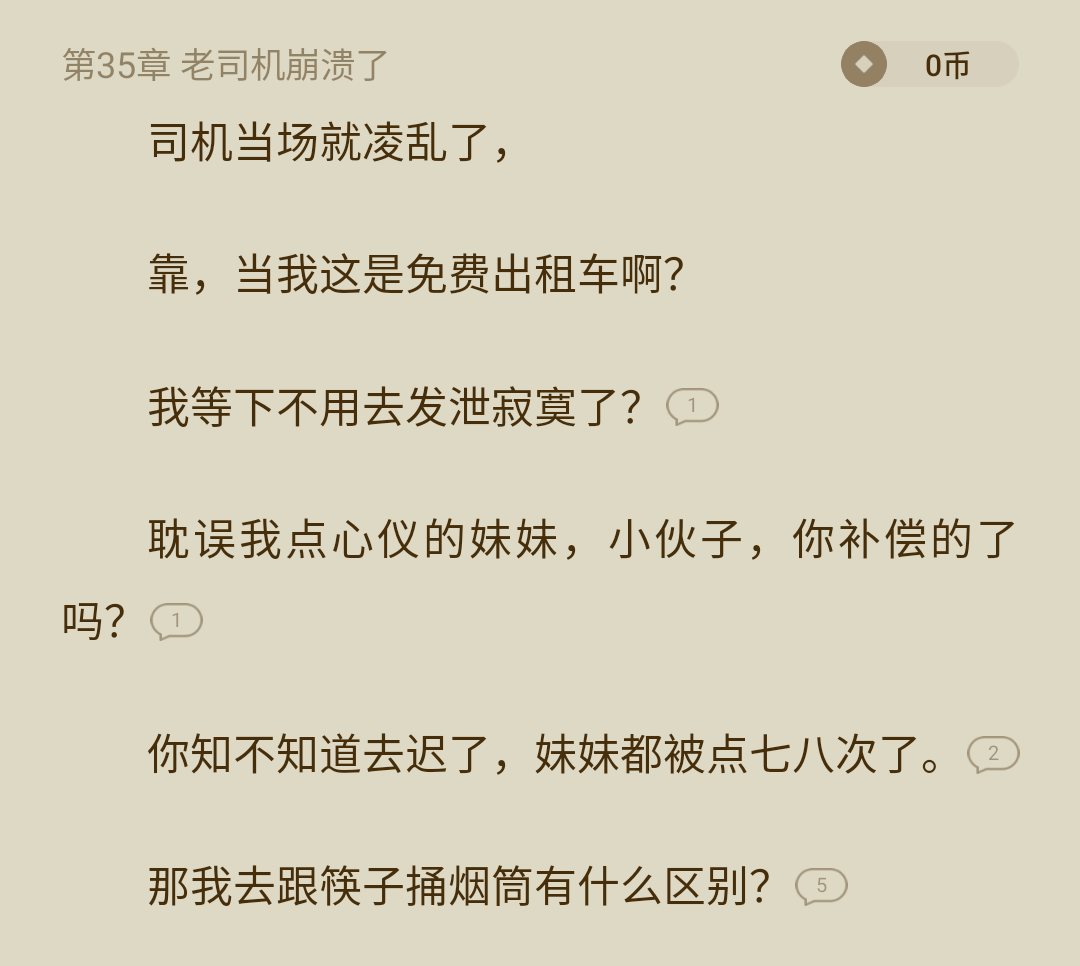 第35章 老司机崩溃了
0币
司机当场就凌乱了，
靠，当我这是免费出租车啊？
我等下不用去发泄寂寞了？ 1
耽误我点心仪的妹妹，小伙子，你补偿的了
吗？ 1
你知不知道去迟了，妹妹都被点七八次了。 2
那我去跟筷子捅烟筒有什么区别？ 5